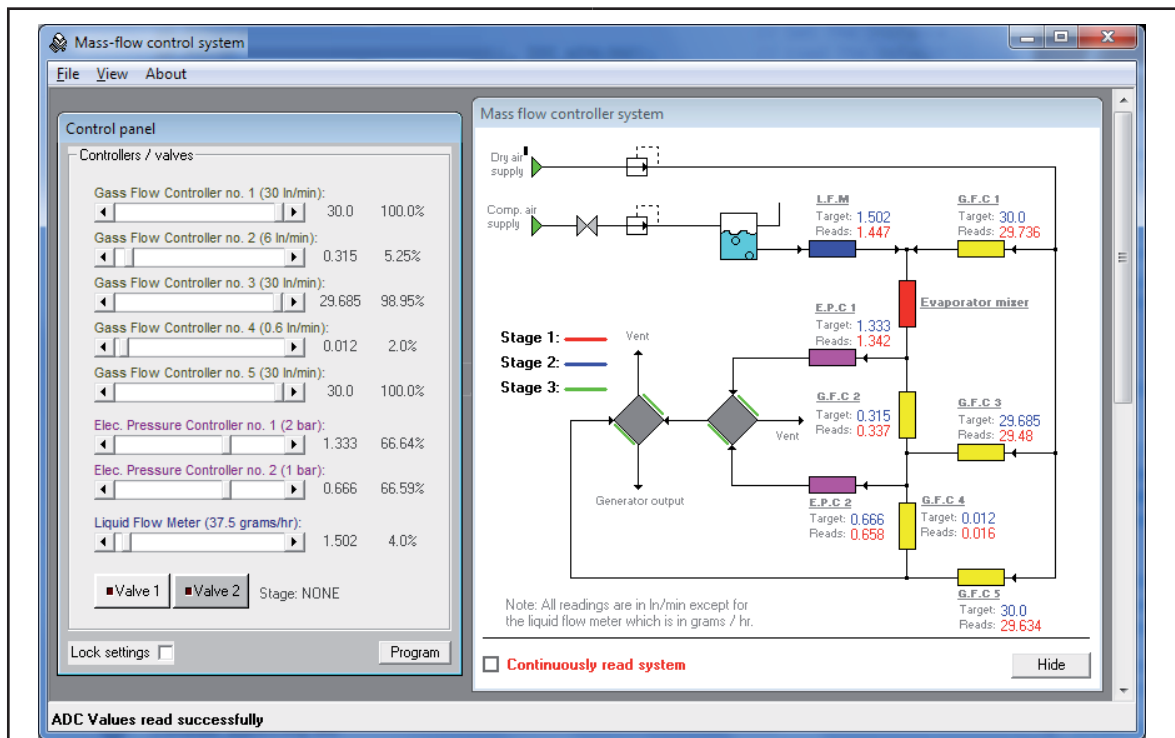 Mass-flow control system
File View About
Control panel
Controllers / valves
Gass Flow Controller no. 1 (30 ln/min):
30.0 100.0%
Gass Flow Controller no. 2 (6 ln/min):
0.315 5.25%
Gass Flow Controller no. 3 (30 ln/min):
29.685 98.95%
Gass Flow Controller no. 4 (0.6 ln/min):
0.012 2.0%
Gass Flow Controller no. 5 (30 ln/min):
30.0 100.0%
Elec. Pressure Controller no. 1 (2 bar):
1.333 66.64%
Elec. Pressure Controller no. 2 (1 bar):
0.666 66.59%
Liquid Flow Meter (37.5 grams/hr):
1.502 4.0%
Valve 1 Valve 2 Stage: NONE
Lock settings Program
Mass flow controller system
Dry air
supply
Comp. air
supply
L.F.M
Target: 1.502
Reads: 1.447
G.F.C 1
Target: 30.0
Reads: 29.736
Evaporator mixer
E.P.C 1
Target: 1.333
Reads: 1.342
Stage 1:
Stage 2:
Stage 3:
Vent
G.F.C 2
Target: 0.315
Reads: 0.337
Vent
G.F.C 3
Target: 29.685
Reads: 29.48
Generator output
E.P.C 2
Target: 0.666
Reads: 0.658
G.F.C 4
Target: 0.012
Reads: 0.016
G.F.C 5
Target: 30.0
Reads: 29.634
Note: All readings are in ln/min except for
the liquid flow meter which is in grams / hr.
Continuously read system Hide
ADC Values read successfully